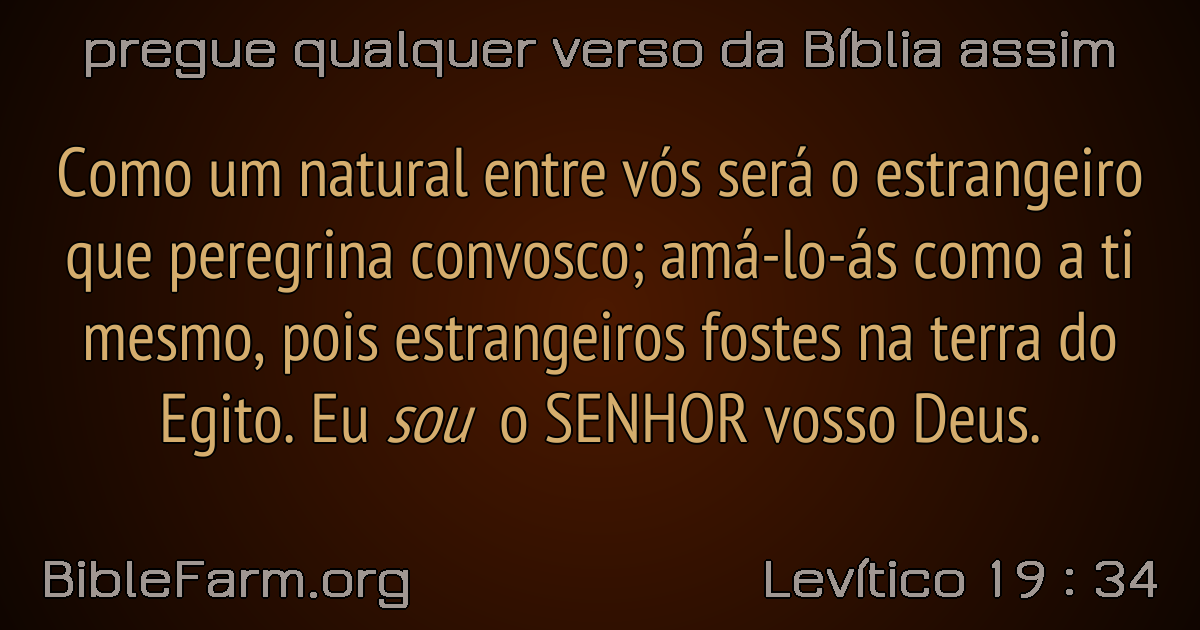 pregue qualquer verso da Bíblia assim
Como um natural entre vós será o estrangeiro
que peregrina convosco; amá-lo-ás como a ti
mesmo, pois estrangeiros fostes na terra do
Egito. Eu sou o SENHOR vosso Deus.
BibleFarm.org
Levítico 19 : 34